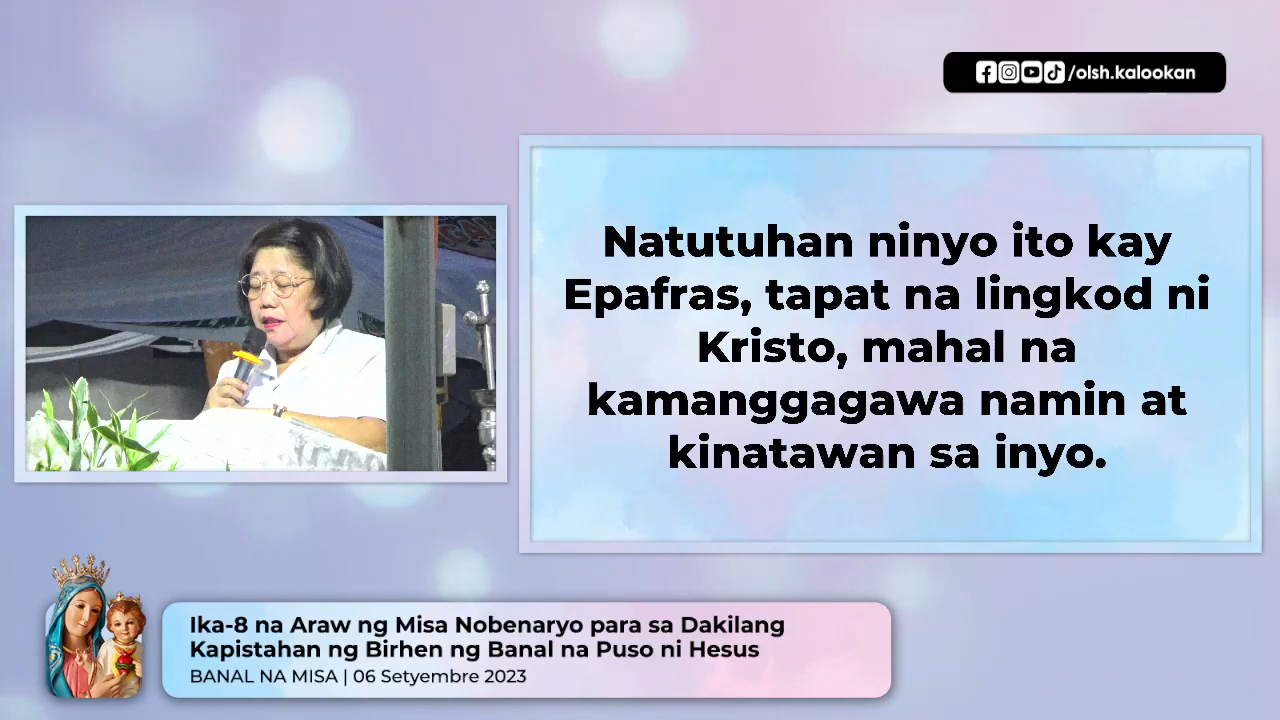 /olsh.kalookan
Natutuhan ninyo ito kay
Epafras, tapat na lingkod ni
Kristo, mahal na
kamanggagawa namin at
kinatawan sa inyo.
Ika-8 na Araw ng Misa Nobenaryo para sa Dakilang
Kapistahan ng Birhen ng Banal na Puso ni Hesus
BANAL NA MISA | 06 Setyembre 2023